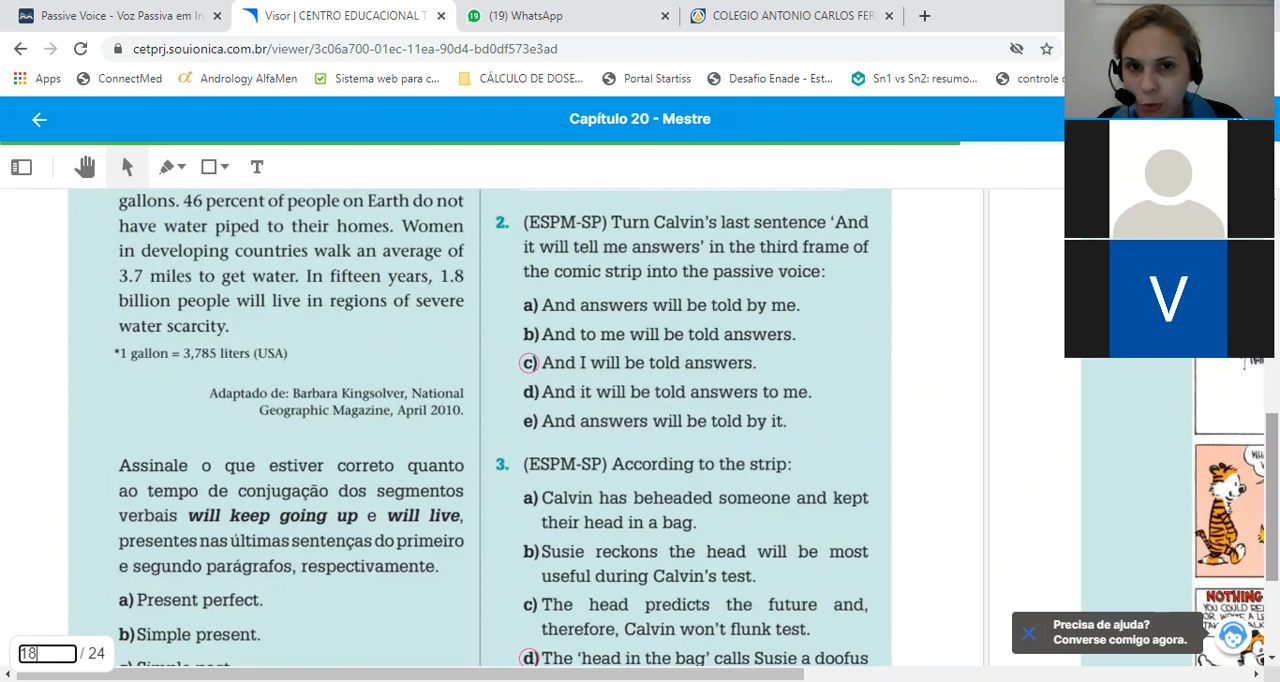 Passive Voice - Voz Passiva em In
Visor | CENTRO EDUCACIONAL T
(19) WhatsApp
COLEGIO ANTONIO CARLOS FER
cetprj.souionica.com.br/viewer/3c06a700-01ec-11ea-90d4-bd0df573e3ad
Apps
ConnectMed
Andrology AlfaMen
Sistema web para c...
CÁLCULO DE DOSE...
Portal Startiss
Desafio Enade - Est...
Sn1 vs Sn2: resumo...
controle
Capítulo 20 - Mestre
T
gallons. 46 percent of people on Earth do not
have water piped to their homes. Women
in developing countries walk an average of
3.7 miles to get water. In fifteen years, 1.8
billion people will live in regions of severe
water scarcity.
*1 gallon = 3,785 liters (USA)
Adaptado de: Barbara Kingsolver, National
Geographic Magazine, April 2010.
Assinale o que estiver correto quanto
ao tempo de conjugação dos segmentos
verbais will keep going up e will live,
presentes nas últimas sentenças do primeiro
e segundo parágrafos, respectivamente.
a) Present perfect.
b) Simple present.
2. (ESPM-SP) Turn Calvin's last sentence 'And
it will tell me answers' in the third frame of
the comic strip into the passive voice:
a) And answers will be told by me.
b) And to me will be told answers.
c) And I will be told answers.
d) And it will be told answers to me.
e) And answers will be told by it.
3. (ESPM-SP) According to the strip:
a) Calvin has beheaded someone and kept
their head in a bag.
b) Susie reckons the head will be most
useful during Calvin's test.
c) The head predicts the future and,
therefore, Calvin won't flunk test.
d) The 'head in the bag' calls Susie a doofus
V
NOTHING
YOU COULD RE
Precisa de ajuda?
Converse comigo agora.
18 / 24